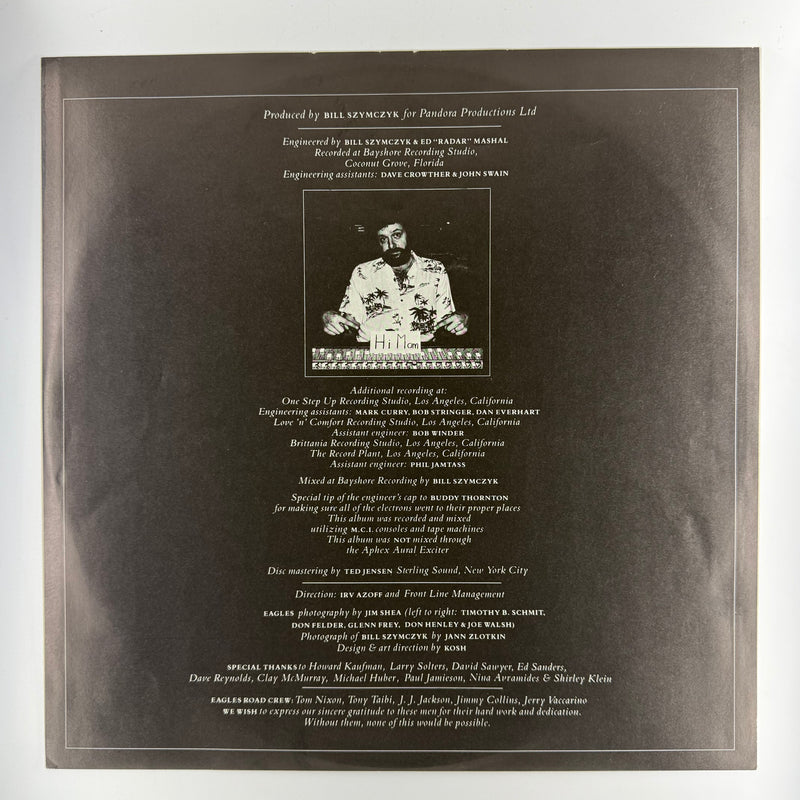 Produced by BILL SZYMCZYK for Pandora Productions Ltd
Engineered by BILL SZYMCZYK & ED "RADAR" MASHAL
Recorded at Bayshore Recording Studio,
Coconut Grove, Florida
Engineering assistants: DAVE CROWTHER & JOHN SWAIN
Hi Mom
Additional recording at:
One Step Up Recording Studio, Los Angeles, California
Engineering assistants: MARK CURRY, BOB STRINGER, DAN EVERHART
Love 'n' Comfort Recording Studio, Los Angeles, California
Assistant engineer: BOB WINDER
Brittania Recording Studio, Los Angeles, California
The Record Plant, Los Angeles, California
Assistant engineer: PHIL JAMTASS
Mixed at Bayshore Recording by BILL SZYMCZYK
Special tip of the engineer's cap to BUDDY THORNTON
for making sure all of the electrons went to their proper places
This album was recorded and mixed
utilizing M.C.I. consoles and tape machines
This album was NOT mixed through
the Aphex Aural Exciter
Disc mastering by TED JENSEN Sterling Sound, New York City
Direction: IRV AZOFF and Front Line Management
EAGLES photography by JIM SHEA (left to right: TIMOTHY B. SCHMIT,
DON FELDER, GLENN FREY, DON HENLEY & JOE WALSH)
Photograph of BILL SZYMCZYK by JANN ZLOTKIN
Design & art direction by KOSH
SPECIAL THANKS to Howard Kaufman, Larry Solters, David Sawyer, Ed Sanders,
Dave Reynolds, Clay McMurray, Michael Huber, Paul Jamieson, Nina Avramides & Shirley Klein
EAGLES ROAD CREW: Tom Nixon, Tony Taibi, J. J. Jackson, Jimmy Collins, Jerry Vaccarino
WE WISH to express our sincere gratitude to these men for their hard work and dedication.
Without them, none of this would be possible.